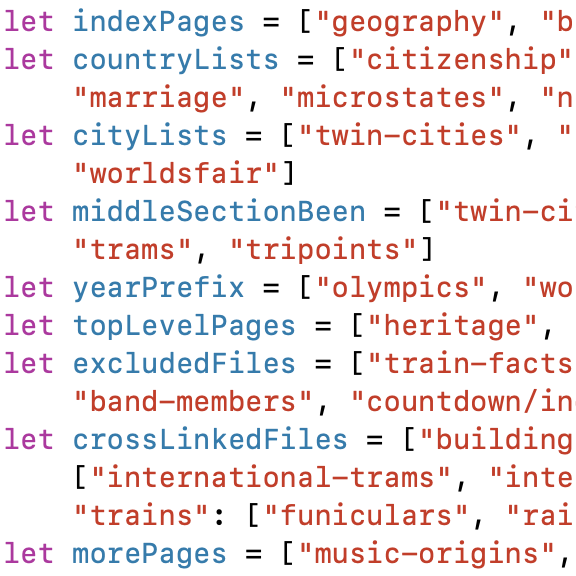 let indexPages = ["geography", "b
let countryLists = ["citizenship"
"marriage", "microstates", "n
let cityLists = ["twin-cities", "
"worldsfair"]
let middleSectionBeen = ["twin-ci
"trams", "tripoints"]
let yearPrefix = ["olympics", "wo
let topLevelPages = ["heritage",
let excludedFiles = ["train-facts
"band-members", "countdown/in
let crossLinkedFiles = ["building
["international-trams", "inte
"trains": ["funiculars", "rai
let morePages = ["music-origins",